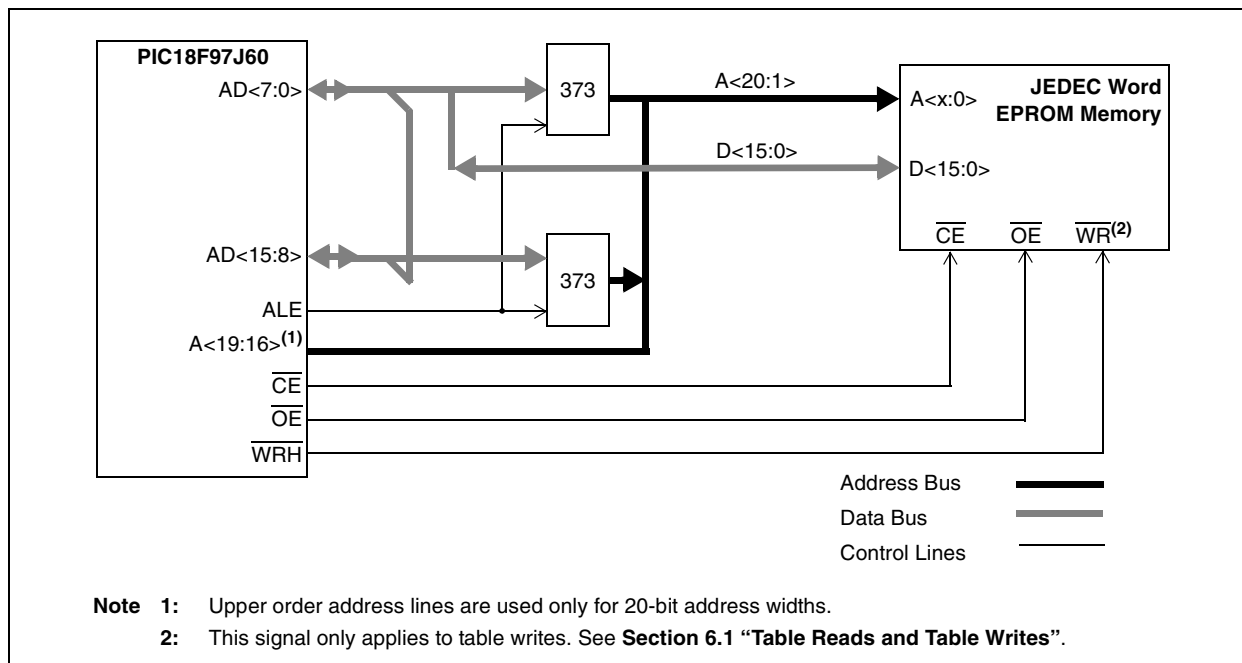 PIC18F97J60
AD<7:0>
373
A<20:1>
A<x:0>
JEDEC Word
EPROM Memory
D<15:0>
D<15:0>
AD<15:8>
373
CE
OE
WR(2)
ALE
A<19:16>(1)
CE
OE
WRH
Address Bus
Data Bus
Control Lines
Note 1: Upper order address lines are used only for 20-bit address widths.
2: This signal only applies to table writes. See Section 6.1 “Table Reads and Table Writes”.